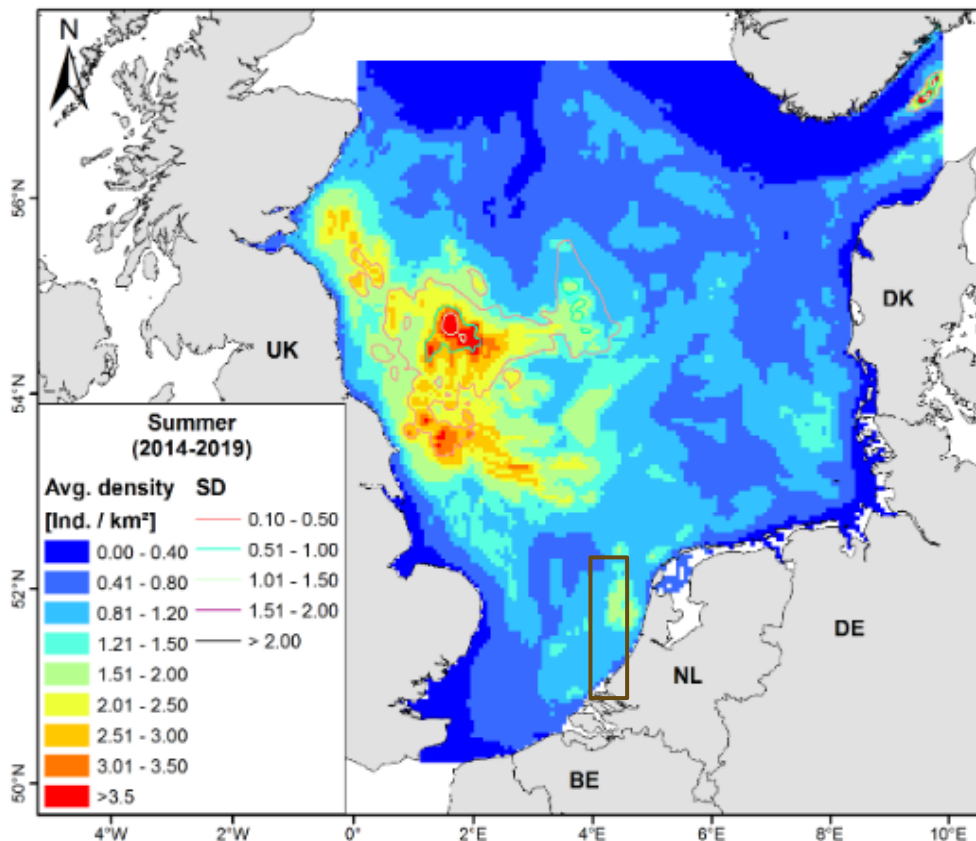 N
56°N
54°N
52°N
50°N
UK
DK
DE
NL
BE
Summer
(2014-2019)
Avg. density
[Ind. / km²]
0.00 - 0.40
0.41 - 0.80
0.81 - 1.20
1.21 - 1.50
1.51 - 2.00
2.01 - 2.50
2.51 - 3.00
3.01 - 3.50
>3.5
SD
0.10 - 0.50
0.51 - 1.00
1.01 - 1.50
1.51 - 2.00
> 2.00
4°W
2°W
0°
2°E
4°E
6°E
8°E
10°E